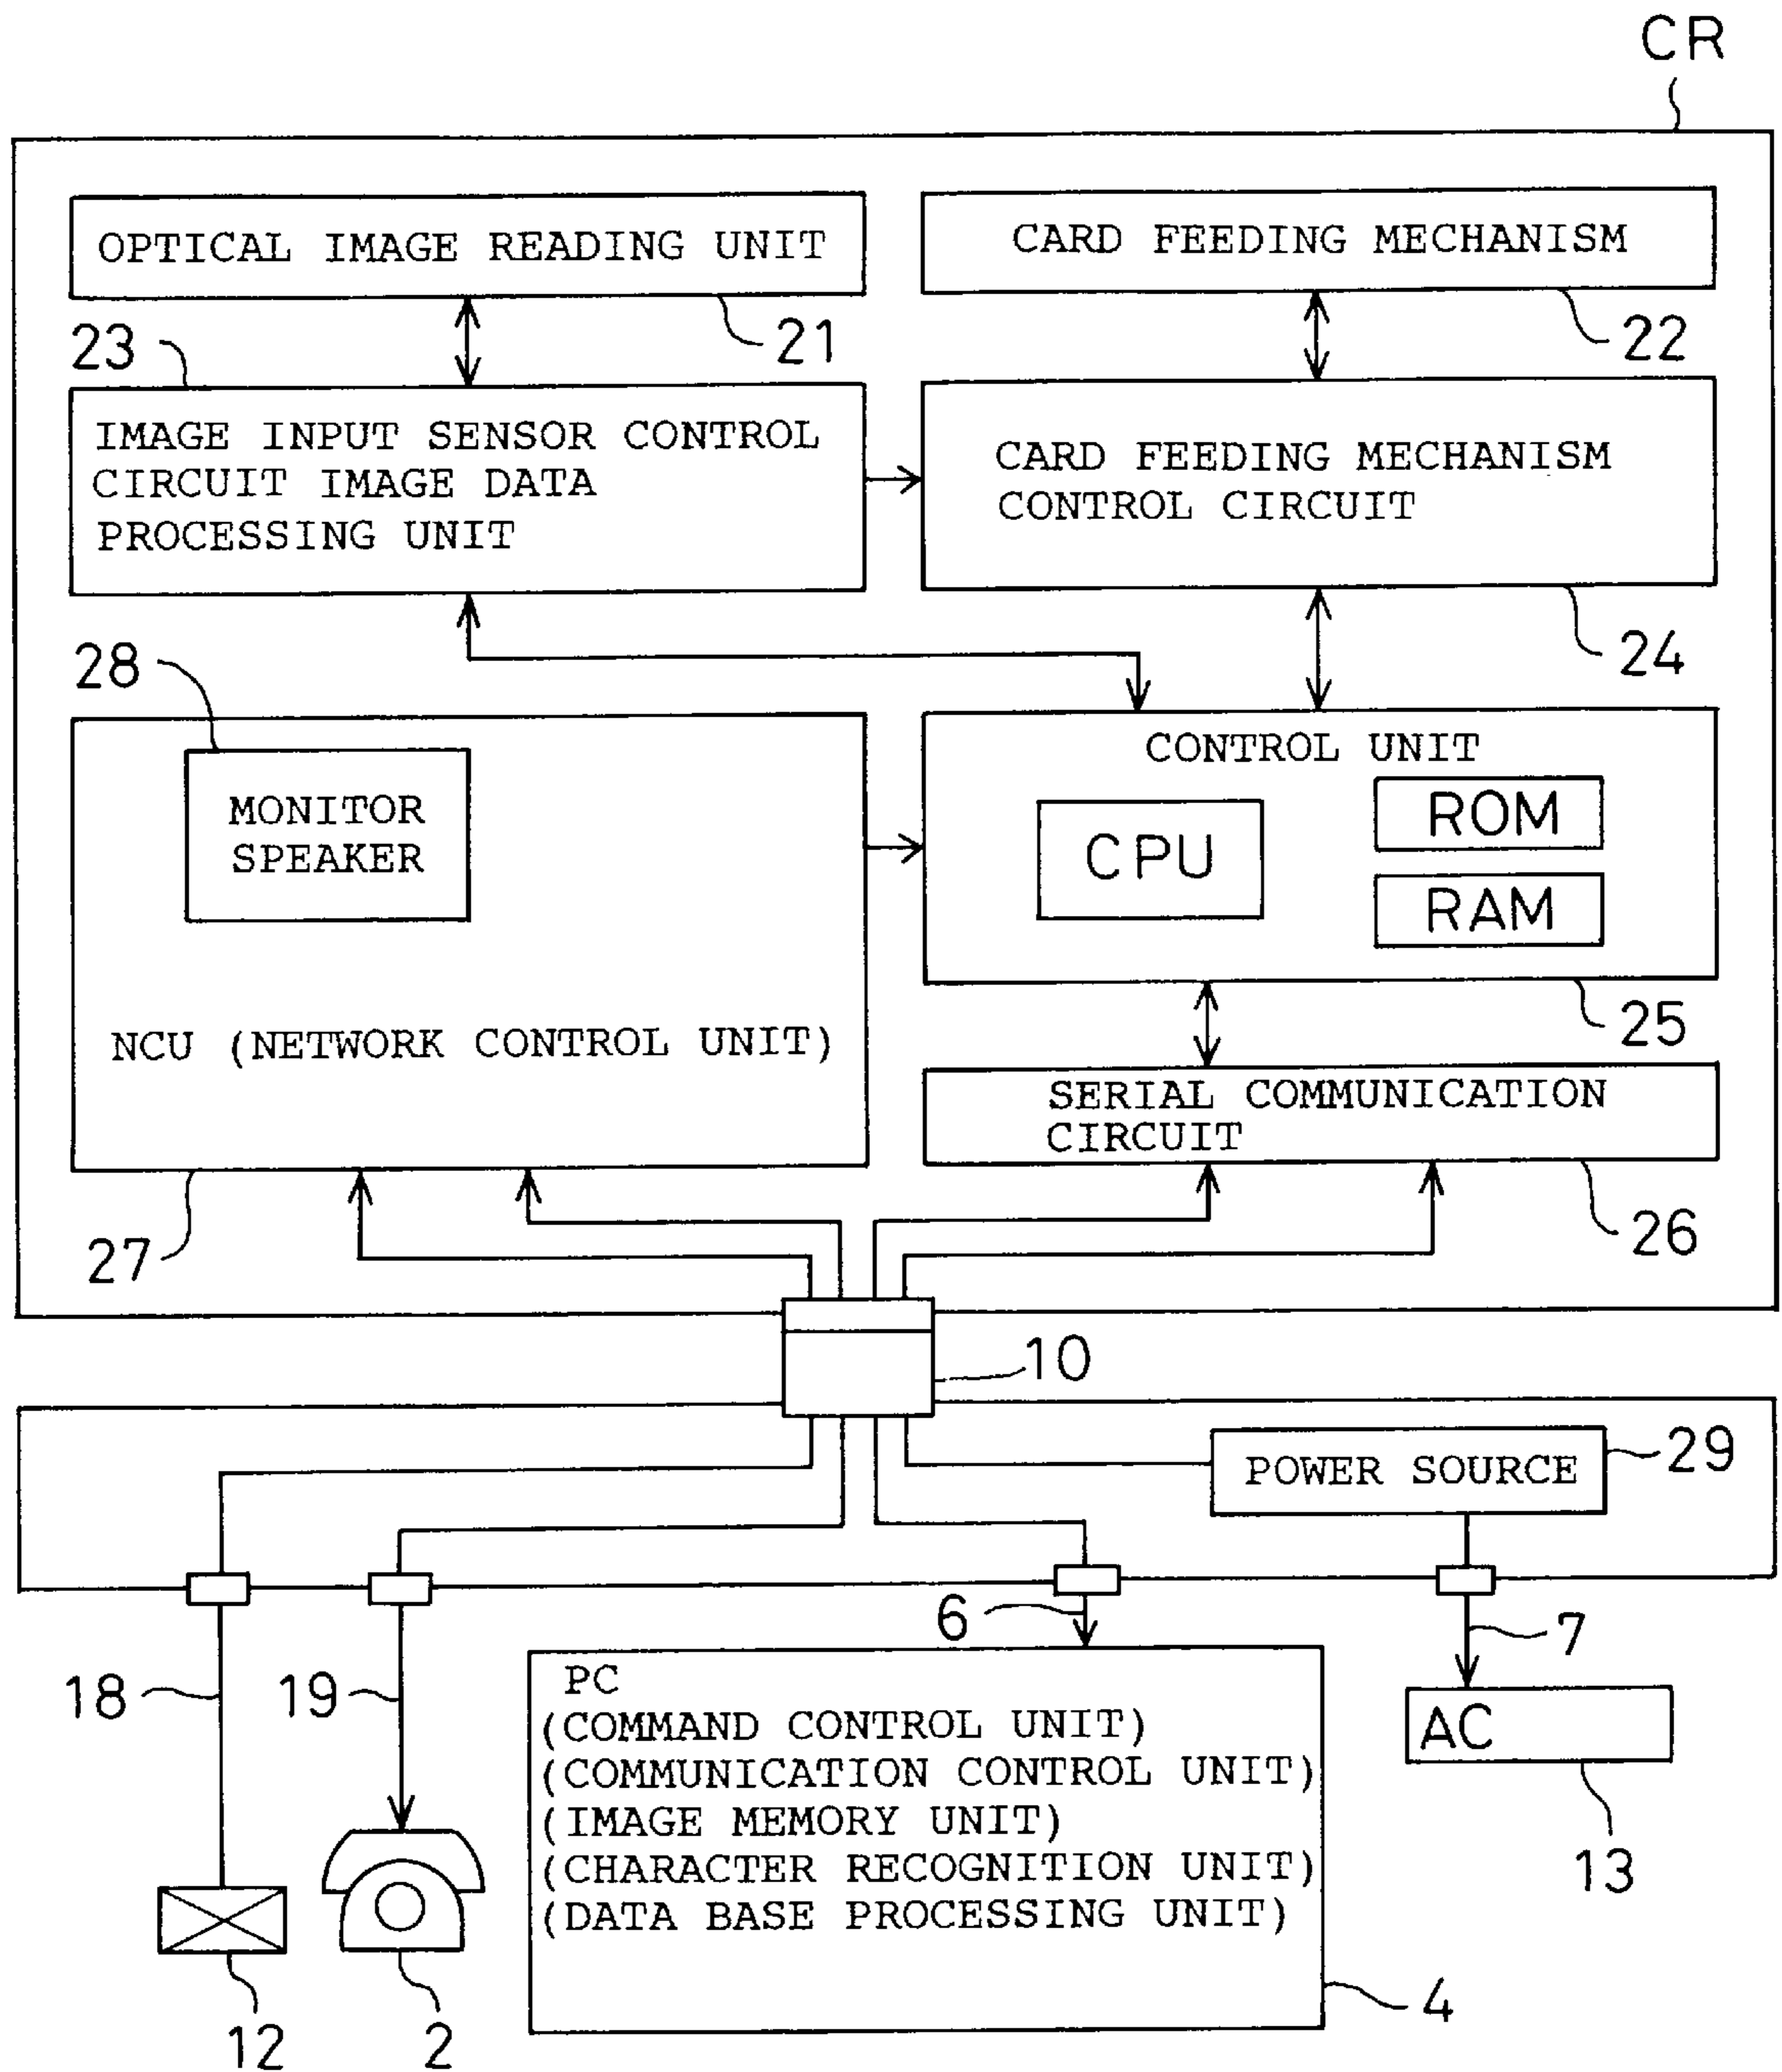 CR
OPTICAL IMAGE READING UNIT
CARD FEEDING MECHANISM
23
21
22
IMAGE INPUT SENSOR CONTROL
CIRCUIT IMAGE DATA
PROCESSING UNIT
CARD FEEDING MECHANISM
CONTROL CIRCUIT
28
24
MONITOR
SPEAKER
NCU (NETWORK CONTROL UNIT)
CONTROL UNIT
CPU
ROM
RAM
25
SERIAL COMMUNICATION
CIRCUIT
27
26
10
POWER SOURCE
29
6
7
18
19
PC
(COMMAND CONTROL UNIT)
(COMMUNICATION CONTROL UNIT)
(IMAGE MEMORY UNIT)
(CHARACTER RECOGNITION UNIT)
(DATA BASE PROCESSING UNIT)
AC
13
12
2
4